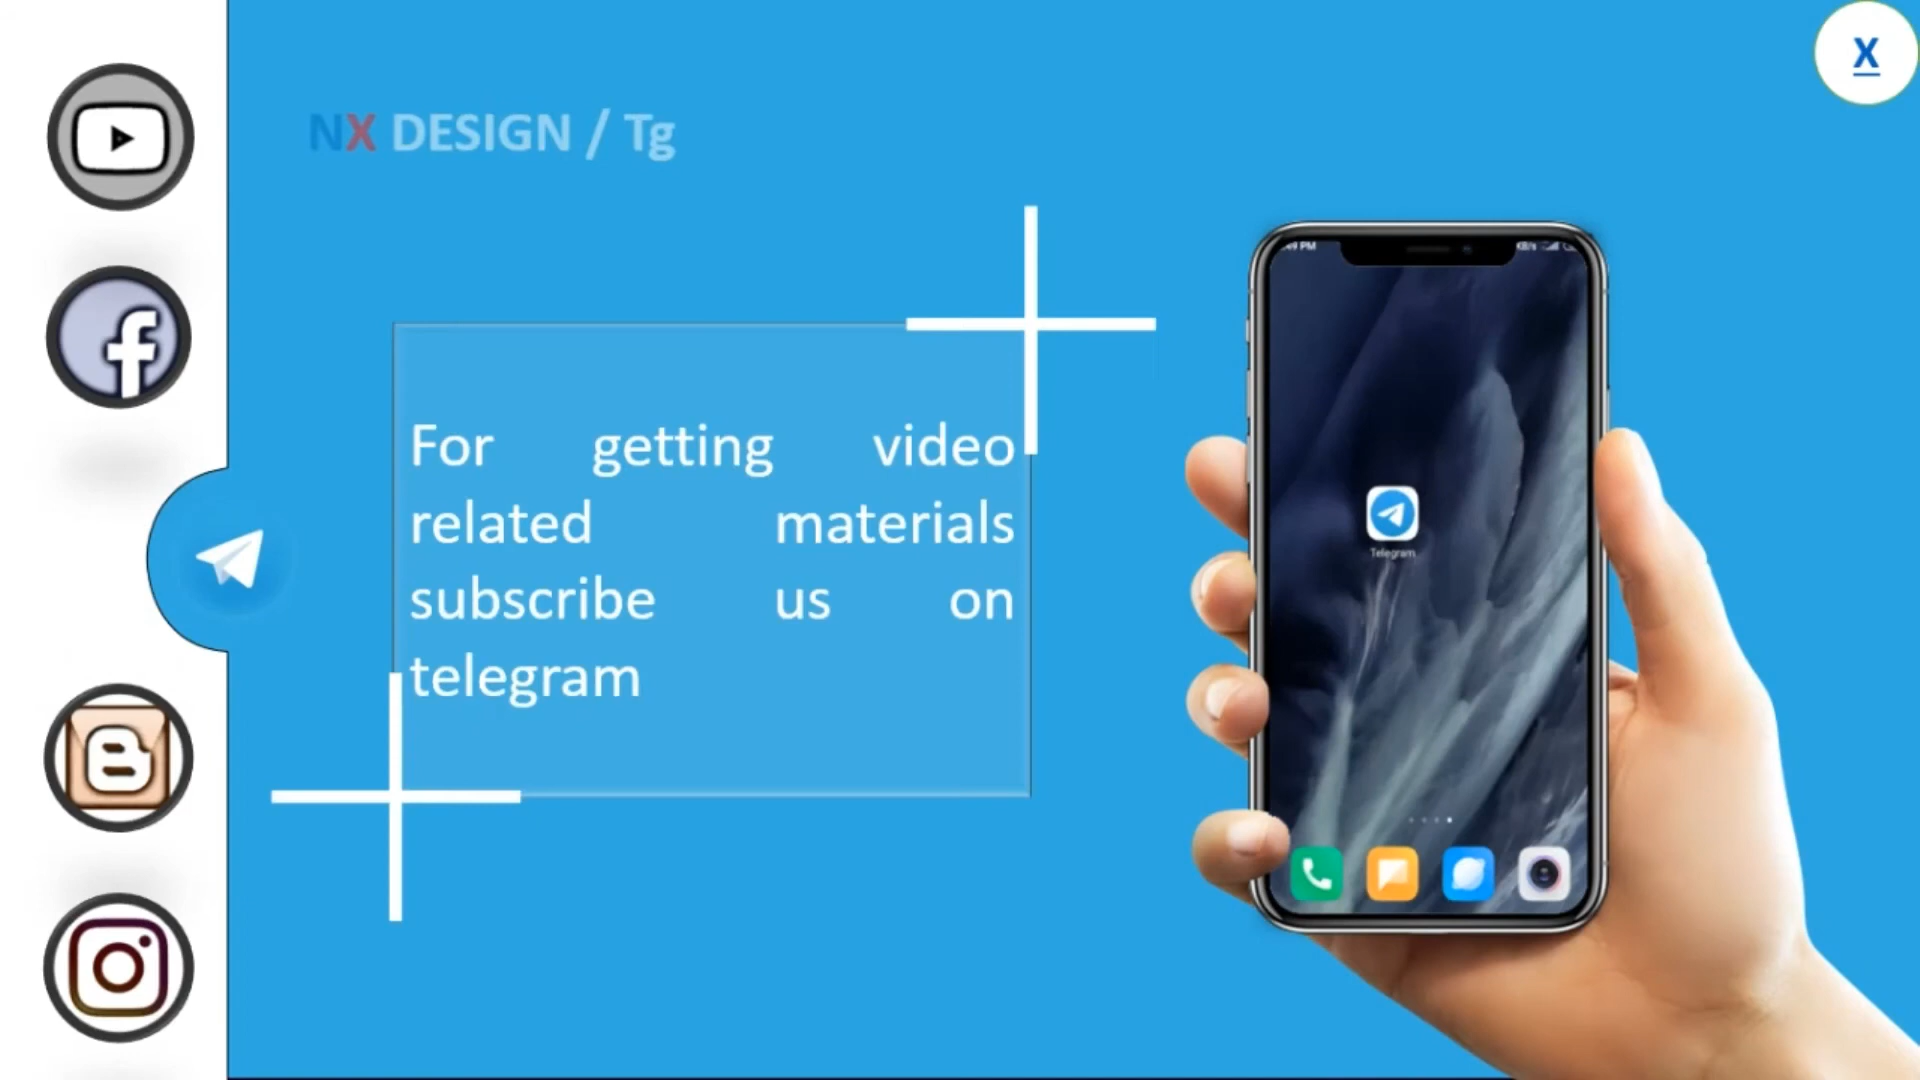 X
NX DESIGN / Tg
For getting video
related materials
subscribe us on
telegram
Telegram